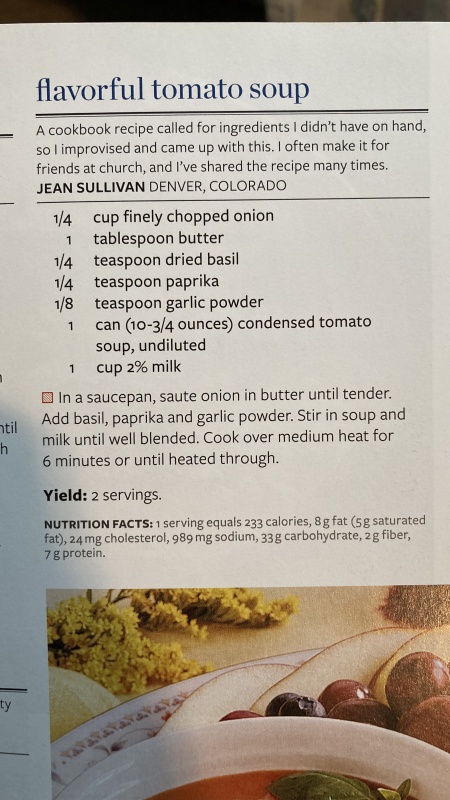 flavorful tomato soup
A cookbook recipe called for ingredients I didn't have on hand,
so I improvised and came up with this. I often make it for
friends at church, and I've shared the recipe many times.
JEAN SULLIVAN DENVER, COLORADO
1/4 cup finely chopped onion
1 tablespoon butter
1/4 teaspoon dried basil
1/4 teaspoon paprika
1/8 teaspoon garlic powder
1 can (10-3/4 ounces) condensed tomato
soup, undiluted
1 cup 2% milk
In a saucepan, saute onion in butter until tender.
Add basil, paprika and garlic powder. Stir in soup and
milk until well blended. Cook over medium heat for
6 minutes or until heated through.
Yield: 2 servings.
NUTRITION FACTS: 1 serving equals 233 calories, 8 g fat (5 g saturated
fat), 24 mg cholesterol, 989 mg sodium, 33 g carbohydrate, 2 g fiber,
7 g protein.